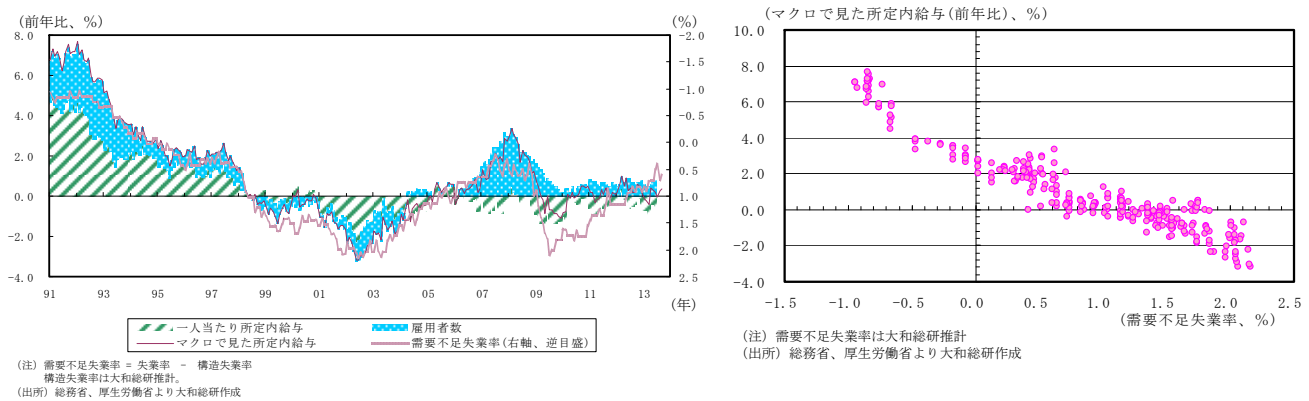 (前年比、%)
(%)
8.0
6.0
4.0
2.0
0.0
-2.0
-4.0
-2.0
-1.5
-1.0
-0.5
0.0
0.5
1.0
1.5
2.0
2.5
91 93 95 97 99 01 03 05 07 09 11 13
(年)
一人当たり所定内給与 雇用者数
マクロで見た所定内給与 需要不足失業率(右軸、逆目盛)
(注) 需要不足失業率 = 失業率 - 構造失業率
構造失業率は大和総研推計。
(出所) 総務省、厚生労働省より大和総研作成
(マクロで見た所定内給与(前年比)、%)
10.0
8.0
6.0
4.0
2.0
0.0
-2.0
-4.0
-1.5 -1.0 -0.5 0.0 0.5 1.0 1.5 2.0 2.5
(需要不足失業率、%)
(注) 需要不足失業率は大和総研推計
(出所) 総務省、厚生労働省より大和総研作成